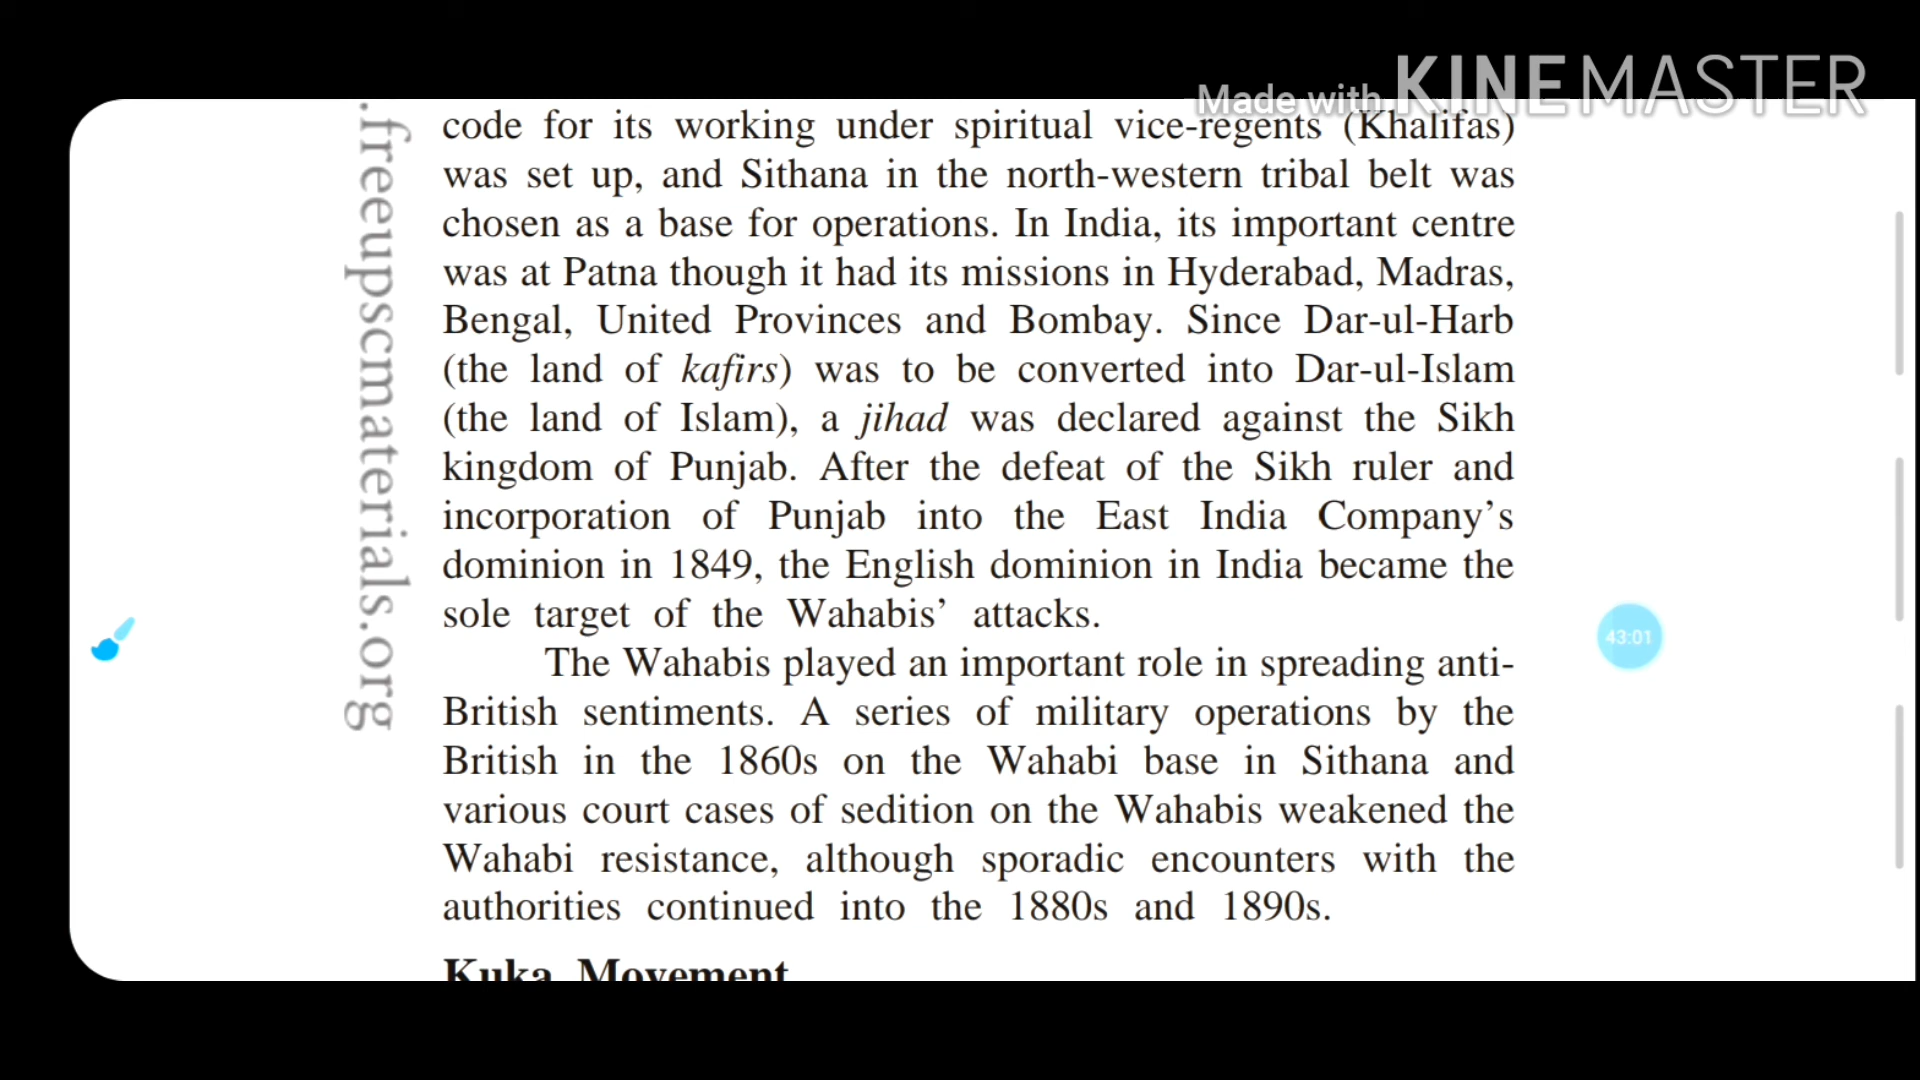 Made with KINEMASTER
.freeupscmaterials.org
code for its working under spiritual vice-regents (Khalifas)
was set up, and Sithana in the north-western tribal belt was
chosen as a base for operations. In India, its important centre
was at Patna though it had its missions in Hyderabad, Madras,
Bengal, United Provinces and Bombay. Since Dar-ul-Harb
(the land of kafirs) was to be converted into Dar-ul-Islam
(the land of Islam), a jihad was declared against the Sikh
kingdom of Punjab. After the defeat of the Sikh ruler and
incorporation of Punjab into the East India Company’s
dominion in 1849, the English dominion in India became the
sole target of the Wahabis’ attacks.
43:01
The Wahabis played an important role in spreading anti-
British sentiments. A series of military operations by the
British in the 1860s on the Wahabi base in Sithana and
various court cases of sedition on the Wahabis weakened the
Wahabi resistance, although sporadic encounters with the
authorities continued into the 1880s and 1890s.
Kuka Movement